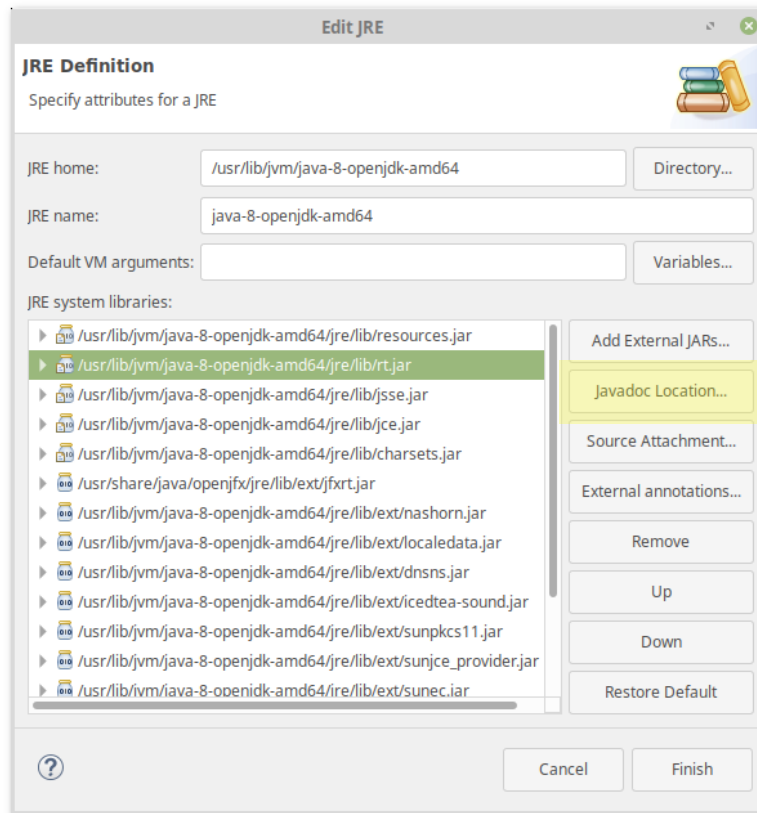 Edit JRE
JRE Definition
Specify attributes for a JRE
JRE home:
/usr/lib/jvm/java-8-openjdk-amd64
Directory...
JRE name:
java-8-openjdk-amd64
Default VM arguments:
Variables...
JRE system libraries:
/usr/lib/jvm/java-8-openjdk-amd64/jre/lib/resources.jar
/usr/lib/jvm/java-8-openjdk-amd64/jre/lib/rt.jar
/usr/lib/jvm/java-8-openjdk-amd64/jre/lib/jsse.jar
/usr/lib/jvm/java-8-openjdk-amd64/jre/lib/jce.jar
/usr/lib/jvm/java-8-openjdk-amd64/jre/lib/charsets.jar
/usr/share/java/openjfx/jre/lib/ext/jfxrt.jar
/usr/lib/jvm/java-8-openjdk-amd64/jre/lib/ext/nashorn.jar
/usr/lib/jvm/java-8-openjdk-amd64/jre/lib/ext/localedata.jar
/usr/lib/jvm/java-8-openjdk-amd64/jre/lib/ext/dnsns.jar
/usr/lib/jvm/java-8-openjdk-amd64/jre/lib/ext/icedtea-sound.jar
/usr/lib/jvm/java-8-openjdk-amd64/jre/lib/ext/sunpkcs11.jar
/usr/lib/jvm/java-8-openjdk-amd64/jre/lib/ext/sunjce_provider.jar
/usr/lib/jvm/java-8-openjdk-amd64/jre/lib/ext/sunec.jar
Add External JARs...
Javadoc Location...
Source Attachment...
External annotations...
Remove
Up
Down
Restore Default
Cancel
Finish